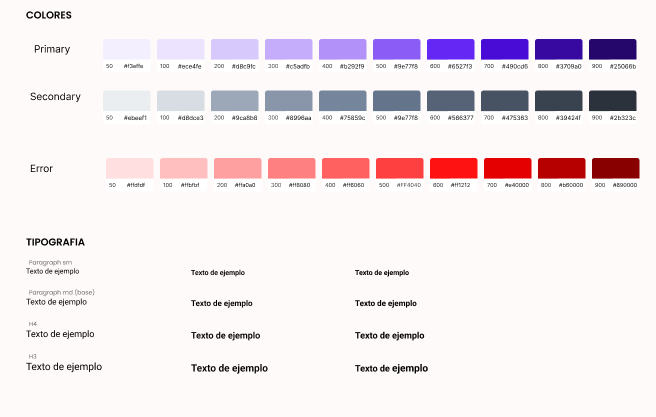 COLORES
Primary
50 #f3effe 100 #ece4fe 200 #d8c9fc 300 #c5adfb 400 #b292f9 500 #9e77f8 600 #6527f3 700 #490cd6 800 #3709a0 900 #25066b
Secondary
50 #ebeef1 100 #d8dce3 200 #9ca8b8 300 #8996aa 400 #75859c 500 #9e77f8 600 #566377 700 #475363 800 #39424f 900 #2b323c
Error
50 #ffdfdf 100 #ffbfbf 200 #ffa0a0 300 #ff8080 400 #ff6060 500 #FF4040 600 #ff1212 700 #e40000 800 #b60000 900 #890000
TIPOGRAFIA
Paragraph sm
Texto de ejemplo Texto de ejemplo Texto de ejemplo
Paragraph md (base)
Texto de ejemplo Texto de ejemplo Texto de ejemplo
H4
Texto de ejemplo Texto de ejemplo Texto de ejemplo
H3
Texto de ejemplo Texto de ejemplo Texto de ejemplo